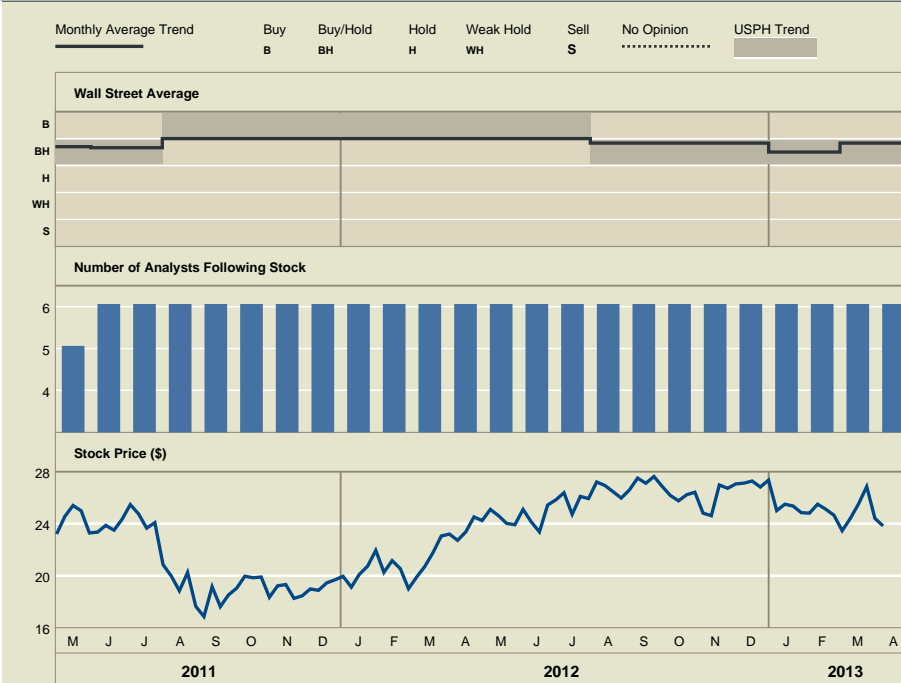 Monthly Average Trend Buy Buy/Hold Hold Weak Hold Sell No Opinion USPH Trend
B BH H WH S
Wall Street Average
B
BH
H
WH
S
Number of Analysts Following Stock
6
5
4
Stock Price ($)
28
24
20
16
M J J A S O N D J F M A M J J A S O N D J F M A
2011 2012 2013